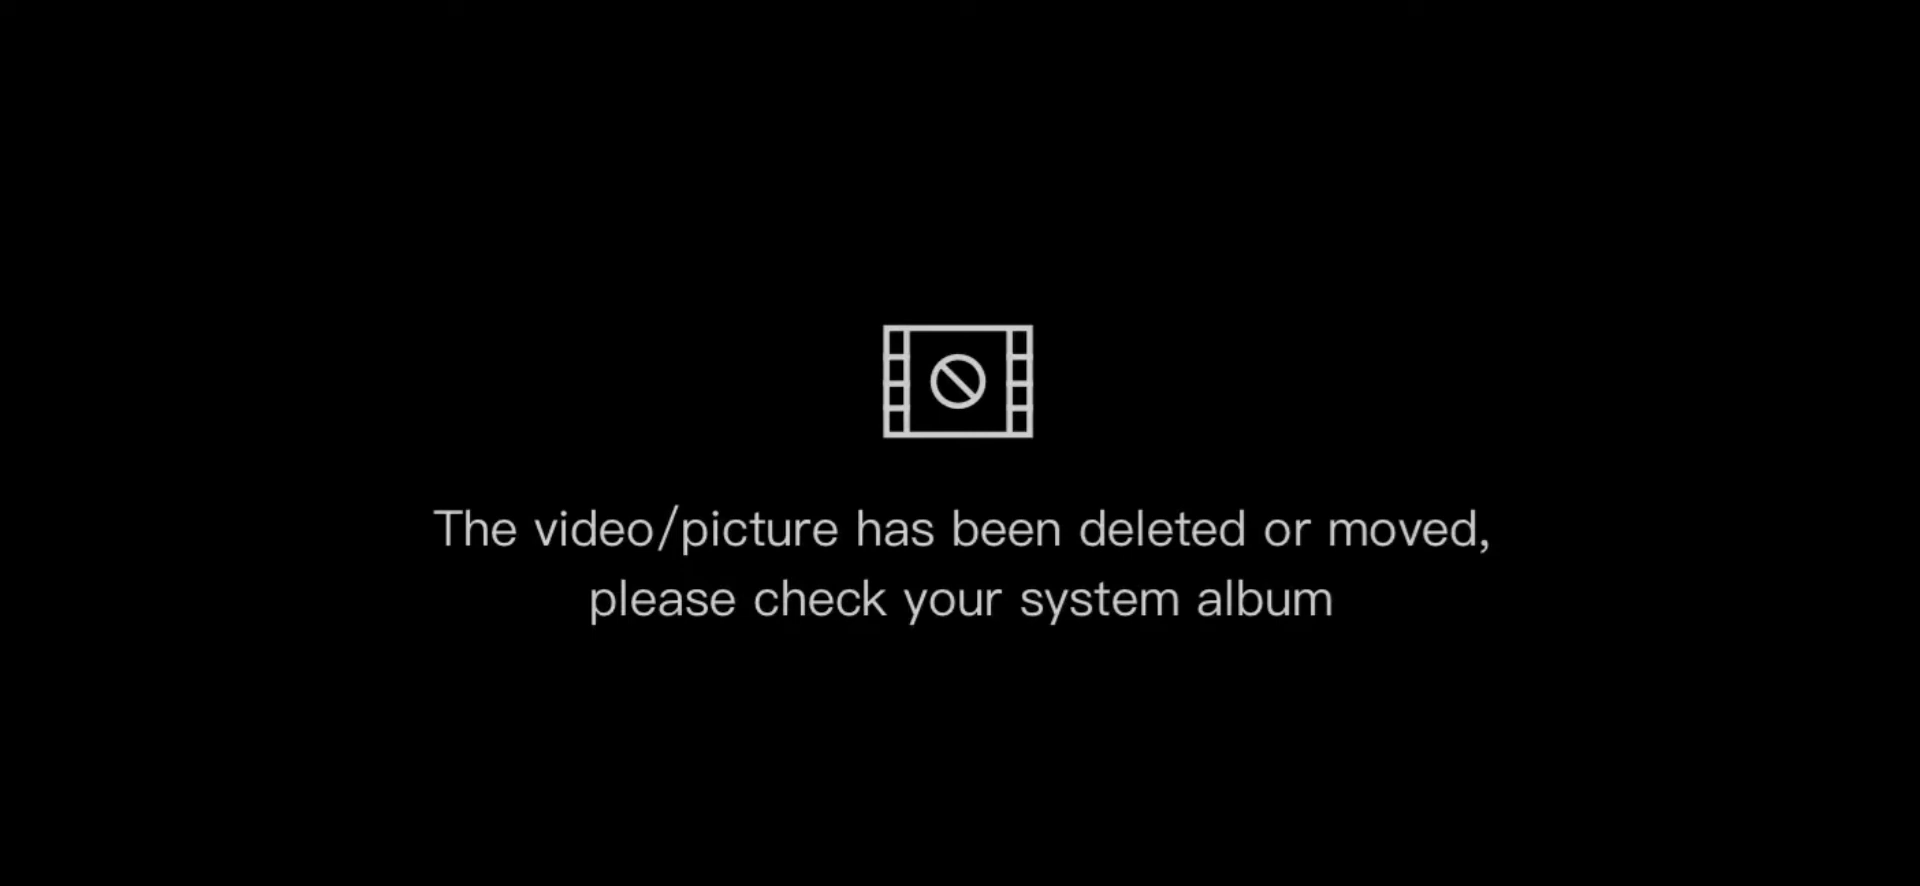 The video/picture has been deleted or moved,
please check your system album